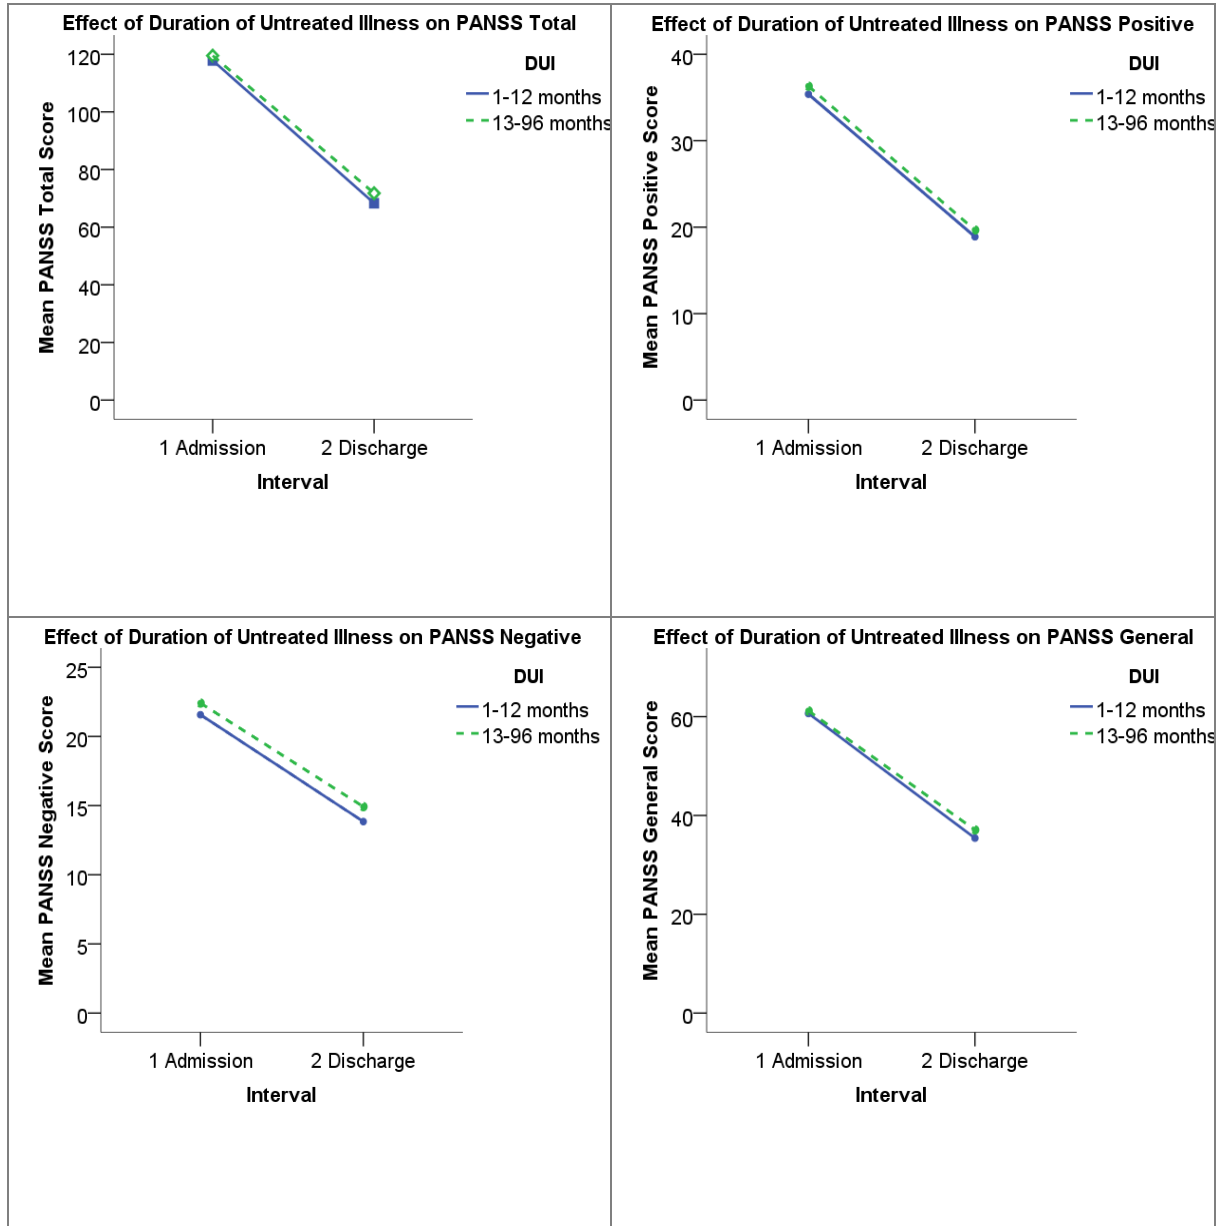 Effect of Duration of Untreated Illness on PANSS Total
Mean PANSS Total Score
120
100
80
60
40
20
0
DUI
1-12 months
13-96 months
1 Admission 2 Discharge
Interval
Effect of Duration of Untreated Illness on PANSS Positive
Mean PANSS Positive Score
40
30
20
10
0
DUI
1-12 months
13-96 months
1 Admission 2 Discharge
Interval
Effect of Duration of Untreated Illness on PANSS Negative
Mean PANSS Negative Score
25
20
15
10
5
0
DUI
1-12 months
13-96 months
1 Admission 2 Discharge
Interval
Effect of Duration of Untreated Illness on PANSS General
Mean PANSS General Score
60
40
20
0
DUI
1-12 months
13-96 months
1 Admission 2 Discharge
Interval